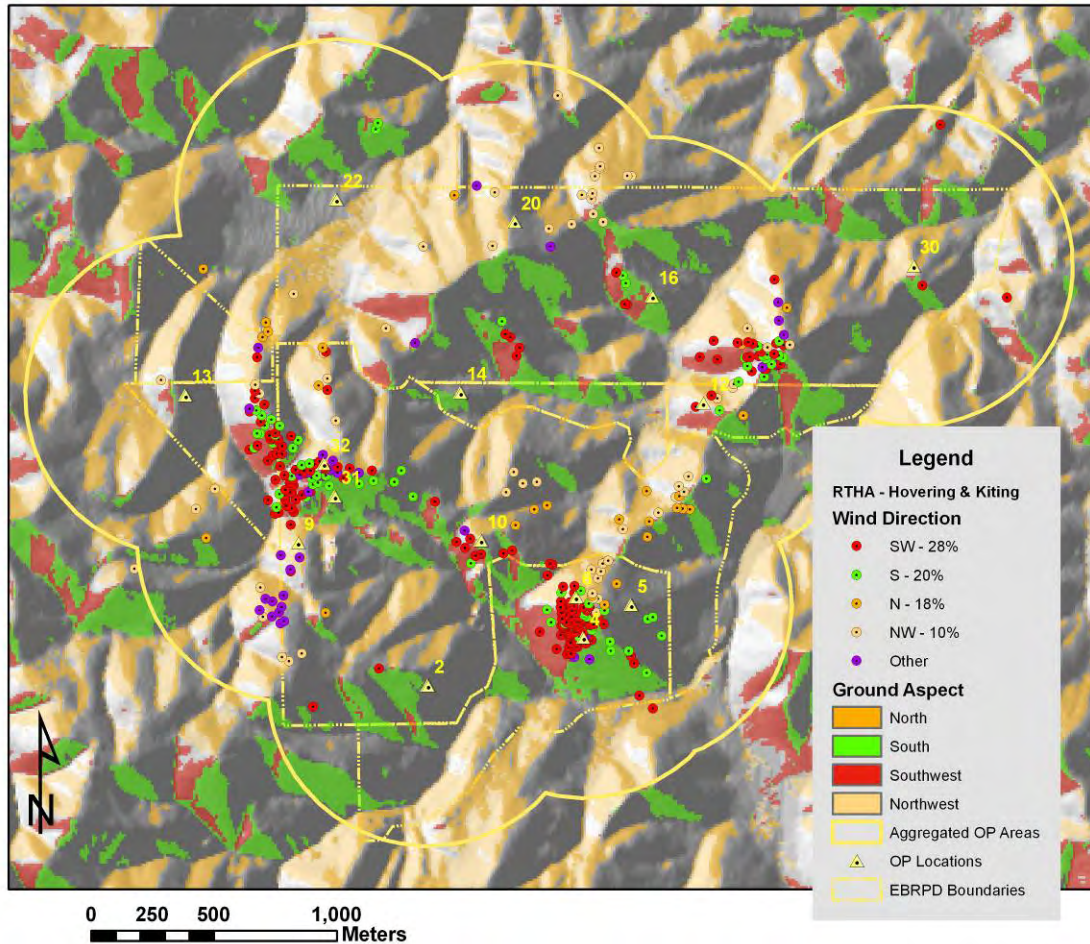 22
20
30
16
13
14
12
32
31
9
10
5
4
2
Legend
RTHA - Hovering & Kiting
Wind Direction
SW - 28%
S - 20%
N - 18%
NW - 10%
Other
Ground Aspect
North
South
Southwest
Northwest
Aggregated OP Areas
OP Locations
EBRPD Boundaries
N
0 250 500 1,000
Meters